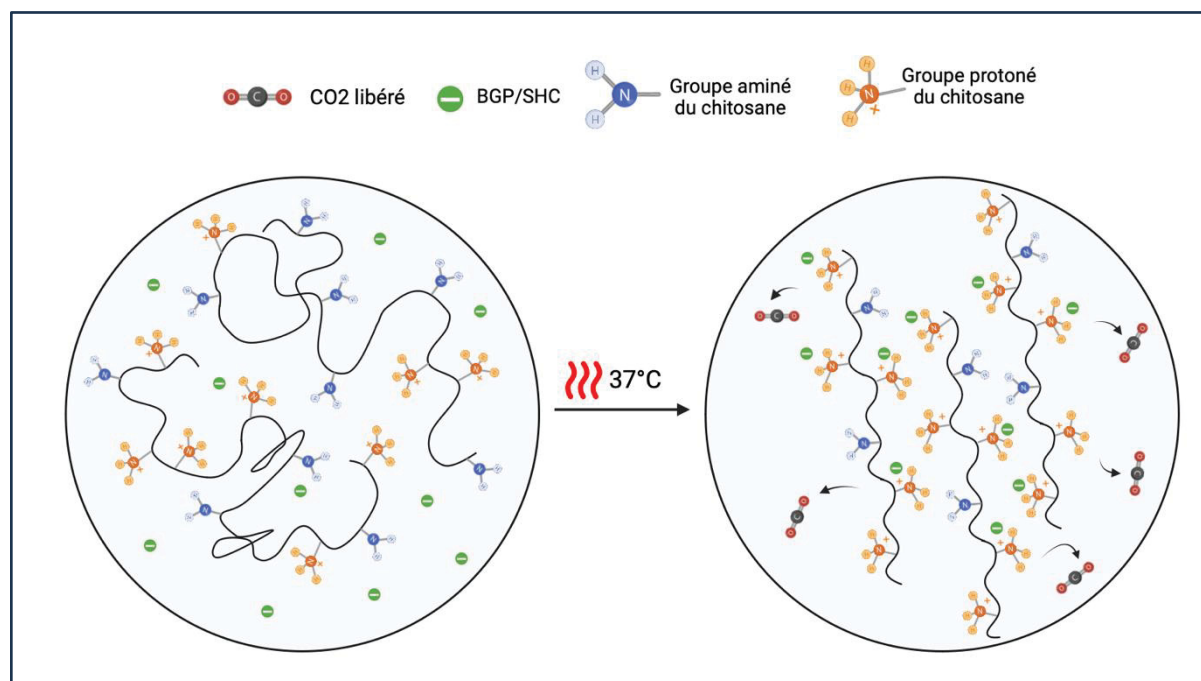 CO2 libéré
BGP/SHC
Groupe aminé
du chitosane
Groupe protoné
du chitosane
37°C